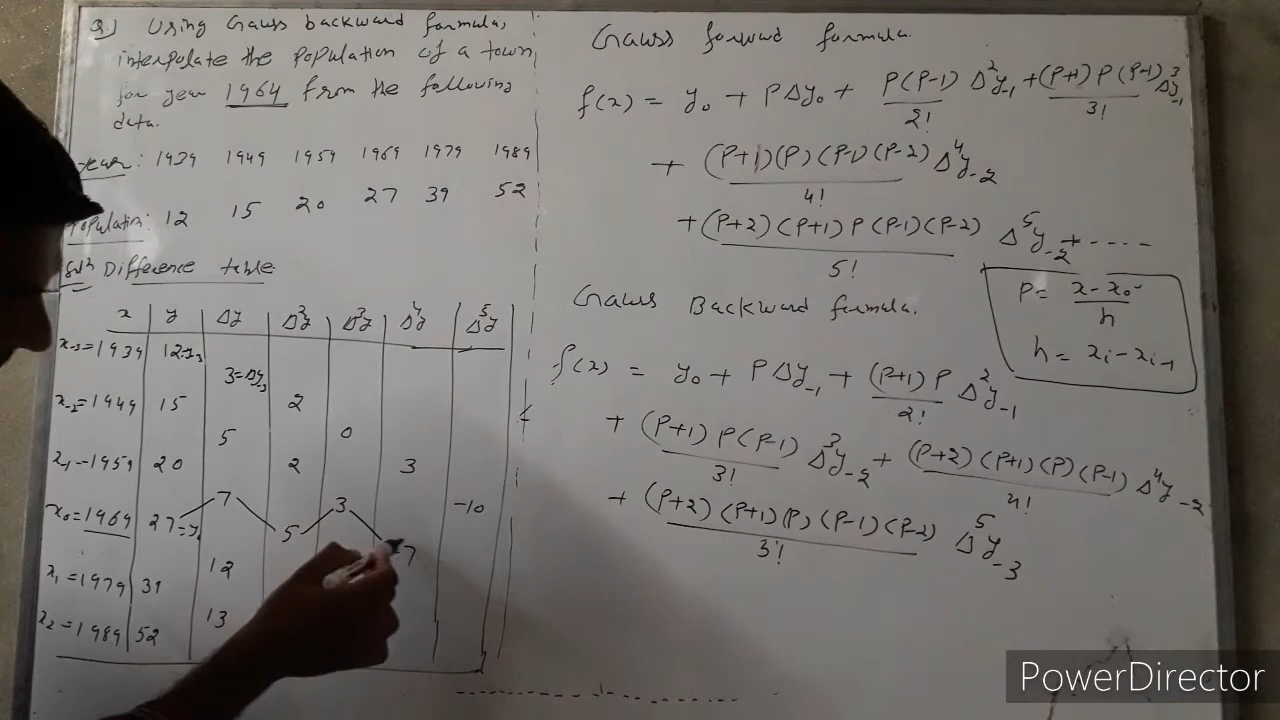 Q) Using Gauss backward formula,
interpolate the population of a town
for year 1964 from the following
data.
year: 1939 1949 1959 1969 1979 1989
Population: 12 15 20 27 39 52
Solⁿ Difference table
x y Δy Δ²y Δ³y Δ⁴y Δ⁵y
x₋₃=1939 12=y₋₃
3=Δy₋₃
x₋₂=1949 15 2
5 0
x₋₁=1959 20 2 3
7 3 -10
x₀=1969 27=y₀ 5 -7
12
x₁=1979 39
13
x₂=1989 52
Gauss forward formula.
f(x) = y₀ + PΔy₀ + P(P-1)/2! Δ²y₋₁ + (P+1)P(P-1)/3! Δ³y₋₁
+ (P+1)(P)(P-1)(P-2)/4! Δ⁴y₋₂
+ (P+2)(P+1)P(P-1)(P-2)/5! Δ⁵y₋₂ + ----
P = x-x₀/h
h = xᵢ-xᵢ₋₁
Gauss Backward formula.
f(x) = y₀ + PΔy₋₁ + (P+1)P/2! Δ²y₋₁
+ (P+1)P(P-1)/3! Δ³y₋₂ + (P+2)(P+1)(P)(P-1)/4! Δ⁴y₋₂
+ (P+2)(P+1)(P)(P-1)(P-2)/3! Δ⁵y₋₃
PowerDirector